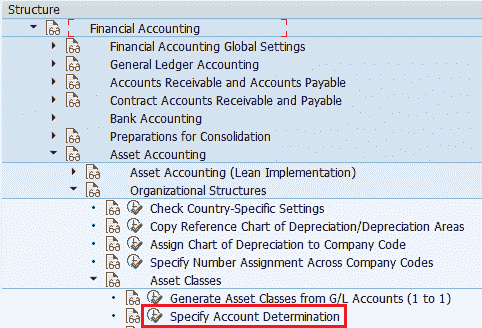 Structure
Financial Accounting
Financial Accounting Global Settings
General Ledger Accounting
Accounts Receivable and Accounts Payable
Contract Accounts Receivable and Payable
Bank Accounting
Preparations for Consolidation
Asset Accounting
Asset Accounting (Lean Implementation)
Organizational Structures
Check Country-Specific Settings
Copy Reference Chart of Depreciation/Depreciation Areas
Assign Chart of Depreciation to Company Code
Specify Number Assignment Across Company Codes
Asset Classes
Generate Asset Classes from G/L Accounts (1 to 1)
Specify Account Determination